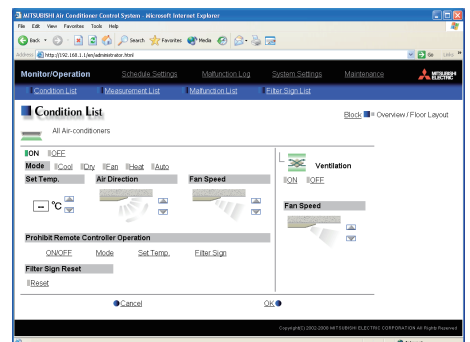 MITSUBISHI Air Conditioner Control System - Microsoft Internet Explorer
File Edit View Favorites Tools Help
Back Search Favorites Media
Address http://192.168.1.1/en/administrator.html Go Links »
Monitor/Operation Schedule Settings Malfunction Log System Settings Maintenance MITSUBISHI ELECTRIC
Condition List Measurement List Malfunction List Filter Sign List
Condition List
Block Overview / Floor Layout
All Air-conditioners
ON OFF
Mode Cool Dry Fan Heat Auto
Set Temp. Air Direction Fan Speed
-- °C
Ventilation
ON OFF
Fan Speed
Prohibit Remote Controller Operation
ON/OFF Mode Set Temp. Filter Sign
Filter Sign Reset
Reset
Cancel OK
Copyright(C) 2002-2006 MITSUBISHI ELECTRIC CORPORATION All Rights Reserved